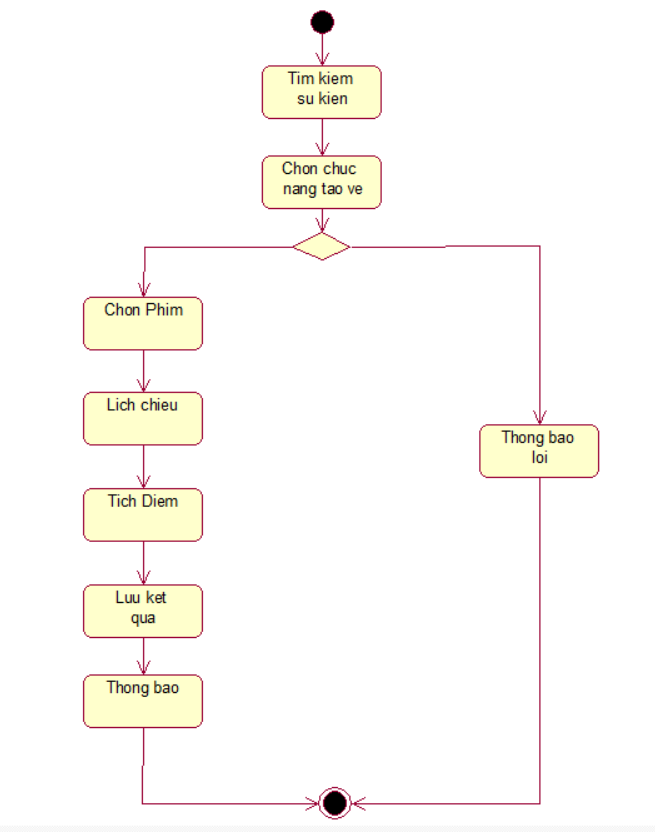 Tim kiem
su kien
Chon chuc
nang tao ve
Chon Phim
Lich chieu
Tich Diem
Luu ket
qua
Thong bao
Thong bao
loi